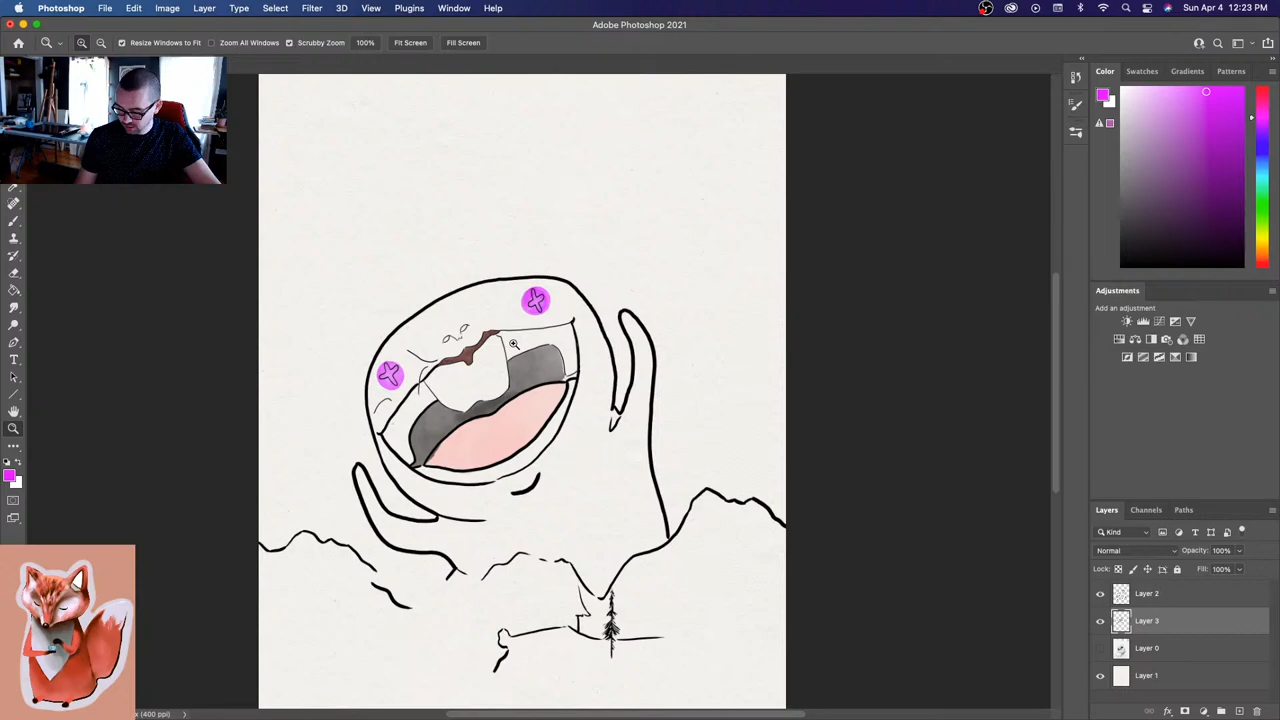 Photoshop File Edit Image Layer Type Select Filter 3D View Plugins Window Help Sun Apr 4 12:23 PM
Adobe Photoshop 2021
Resize Windows to Fit Zoom All Windows Scrubby Zoom 100% Fit Screen Fill Screen
Color Swatches Gradients Patterns
Adjustments
Add an adjustment
Layers Channels Paths
Kind
Normal Opacity: 100%
Lock: Fill: 100%
Layer 2
Layer 3
Layer 0
Layer 1
(400 ppi)